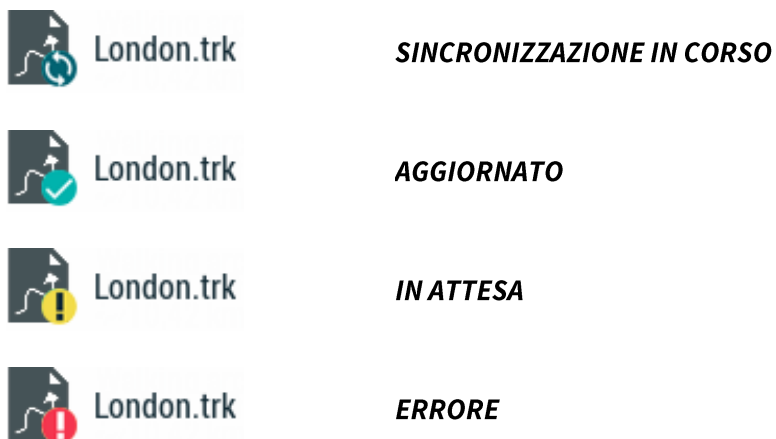 London.trk SINCRONIZZAZIONE IN CORSO
London.trk AGGIORNATO
London.trk IN ATTESA
London.trk ERRORE